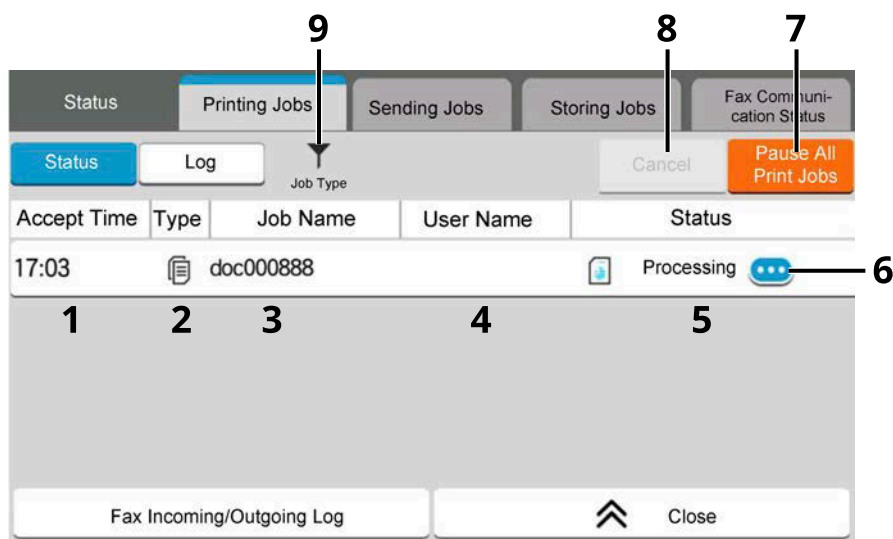 9 8 7
Status Printing Jobs Sending Jobs Storing Jobs Fax Communi-
cation Status
Status Log Job Type Cancel Pause All
Print Jobs
Accept Time Type Job Name User Name Status
17:03 doc000888 Processing 6
1 2 3 4 5
Fax Incoming/Outgoing Log Close